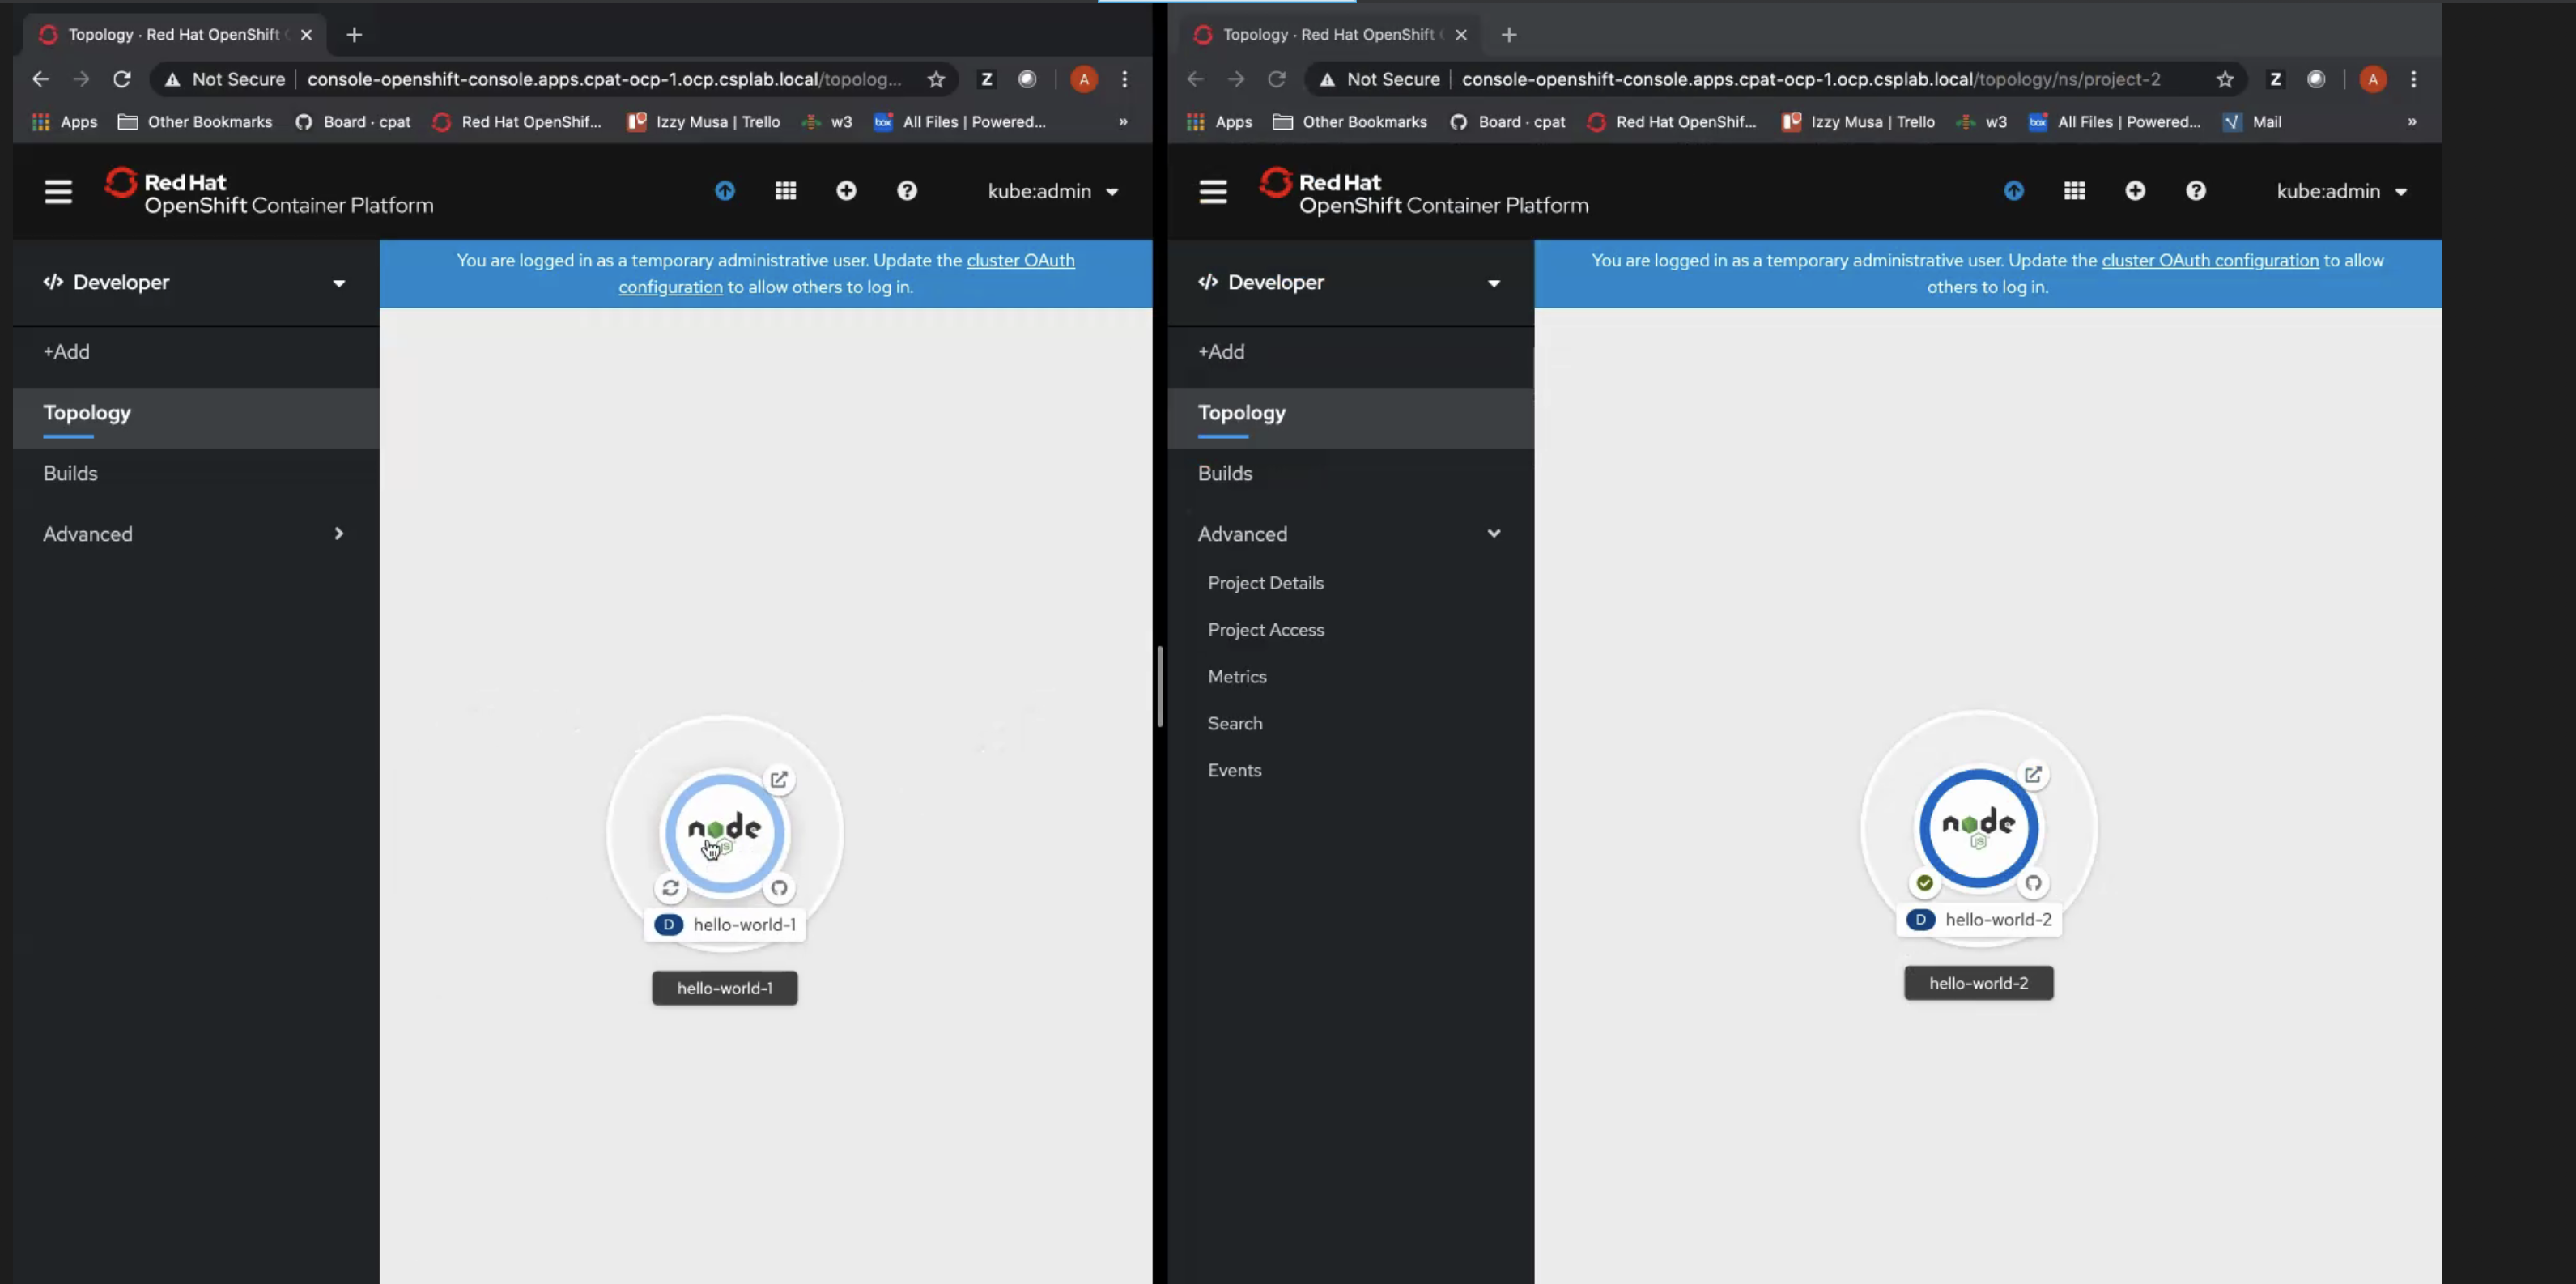 Topology · Red Hat OpenShift
Not Secure console-openshift-console.apps.cpat-ocp-1.ocp.csplab.local/topolog... Z A
Apps Other Bookmarks Board · cpat Red Hat OpenShif... Izzy Musa | Trello w3 box All Files | Powered... »
Red Hat
OpenShift Container Platform
kube:admin
Developer
You are logged in as a temporary administrative user. Update the cluster OAuth
configuration to allow others to log in.
+Add
Topology
Builds
Advanced
node
JS
D hello-world-1
hello-world-1
Topology · Red Hat OpenShift
Not Secure console-openshift-console.apps.cpat-ocp-1.ocp.csplab.local/topology/ns/project-2 Z A
Apps Other Bookmarks Board · cpat Red Hat OpenShif... Izzy Musa | Trello w3 box All Files | Powered... Mail »
Red Hat
OpenShift Container Platform
kube:admin
Developer
You are logged in as a temporary administrative user. Update the cluster OAuth configuration to allow
others to log in.
+Add
Topology
Builds
Advanced
Project Details
Project Access
Metrics
Search
Events
node
JS
D hello-world-2
hello-world-2